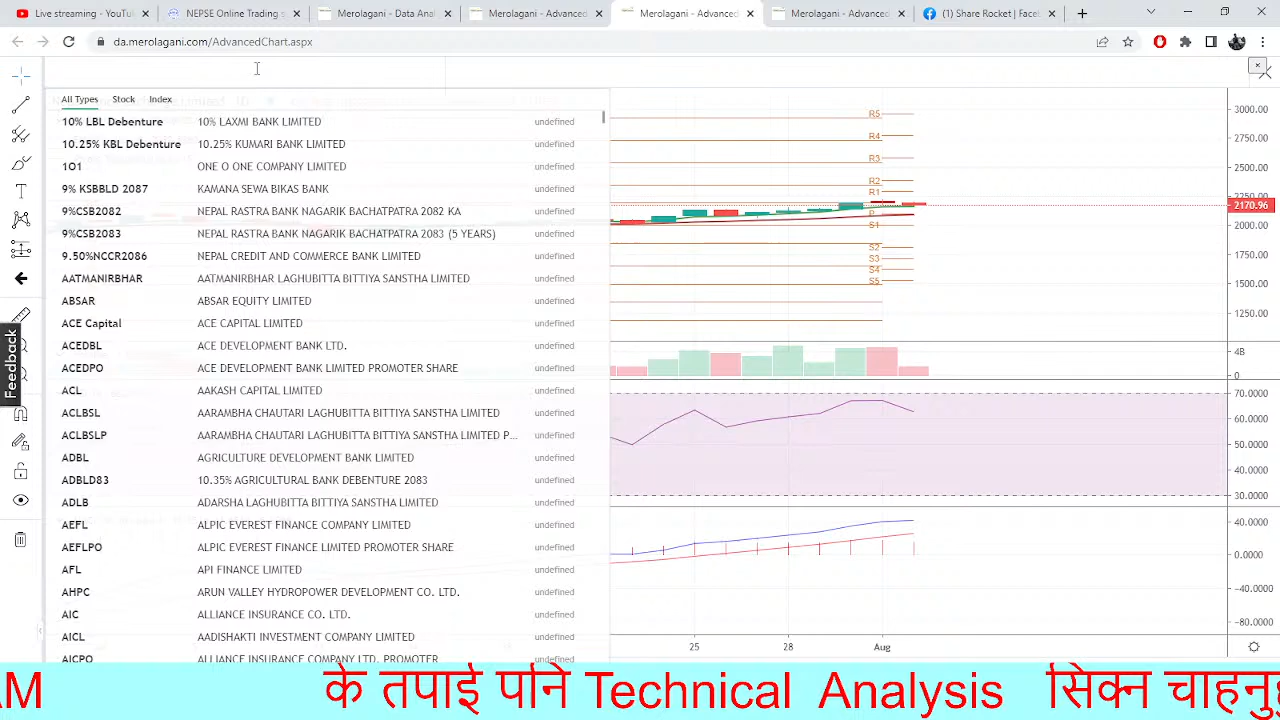 Live streaming - YouTu
NEPSE Online Trading s
Merolagani - Data Anal
Merolagani - Advanced
Merolagani - Advanced
Merolagani - Advanced
(1) Share Rocket | Face
da.merolagani.com/AdvancedChart.aspx
All Types Stock Index
10% LBL Debenture 10% LAXMI BANK LIMITED undefined
10.25% KBL Debenture 10.25% KUMARI BANK LIMITED undefined
1O1 ONE O ONE COMPANY LIMITED undefined
9% KSBBLD 2087 KAMANA SEWA BIKAS BANK undefined
9%CSB2082 NEPAL RASTRA BANK NAGARIK BACHATPATRA 2082 KA undefined
9%CSB2083 NEPAL RASTRA BANK NAGARIK BACHATPATRA 2083 (5 YEARS) undefined
9.50%NCCR2086 NEPAL CREDIT AND COMMERCE BANK LIMITED undefined
AATMANIRBHAR AATMANIRBHAR LAGHUBITTA BITTIYA SANSTHA LIMITED undefined
ABSAR ABSAR EQUITY LIMITED undefined
ACE Capital ACE CAPITAL LIMITED undefined
ACEDBL ACE DEVELOPMENT BANK LTD. undefined
ACEDPO ACE DEVELOPMENT BANK LIMITED PROMOTER SHARE undefined
ACL AAKASH CAPITAL LIMITED undefined
ACLBSL AARAMBHA CHAUTARI LAGHUBITTA BITTIYA SANSTHA LIMITED undefined
ACLBSLP AARAMBHA CHAUTARI LAGHUBITTA BITTIYA SANSTHA LIMITED P... undefined
ADBL AGRICULTURE DEVELOPMENT BANK LIMITED undefined
ADBLD83 10.35% AGRICULTURAL BANK DEBENTURE 2083 undefined
ADLB ADARSHA LAGHUBITTA BITTIYA SANSTHA LIMITED undefined
AEFL ALPIC EVEREST FINANCE COMPANY LIMITED undefined
AEFLPO ALPIC EVEREST FINANCE LIMITED PROMOTER SHARE undefined
AFL API FINANCE LIMITED undefined
AHPC ARUN VALLEY HYDROPOWER DEVELOPMENT CO. LTD. undefined
AIC ALLIANCE INSURANCE CO. LTD. undefined
AICL AADISHAKTI INVESTMENT COMPANY LIMITED undefined
AICPO ALLIANCE INSURANCE COMPANY LTD. PROMOTER undefined
Feedback
R5
R4
R3
R2
R1
P
S1
S2
S3
S4
S5
3000.00
2750.00
2500.00
2250.00
2170.96
2000.00
1750.00
1500.00
1250.00
4B
0
70.0000
60.0000
50.0000
40.0000
30.0000
40.0000
0.0000
−40.0000
−80.0000
25 28 Aug
AM के तपाई पनि Technical Analysis सिक्न चाहनुहु